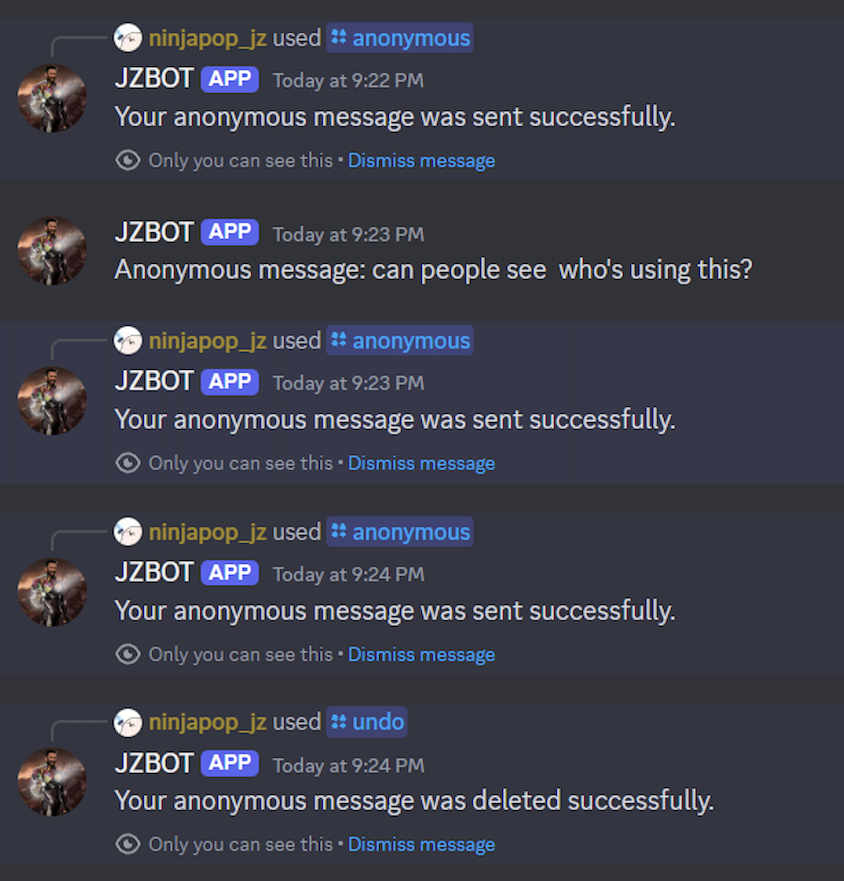 ninjapop_jz used anonymous
JZBOT APP Today at 9:22 PM
Your anonymous message was sent successfully.
Only you can see this • Dismiss message
JZBOT APP Today at 9:23 PM
Anonymous message: can people see  who's using this?
ninjapop_jz used anonymous
JZBOT APP Today at 9:23 PM
Your anonymous message was sent successfully.
Only you can see this • Dismiss message
ninjapop_jz used anonymous
JZBOT APP Today at 9:24 PM
Your anonymous message was sent successfully.
Only you can see this • Dismiss message
ninjapop_jz used undo
JZBOT APP Today at 9:24 PM
Your anonymous message was deleted successfully.
Only you can see this • Dismiss message